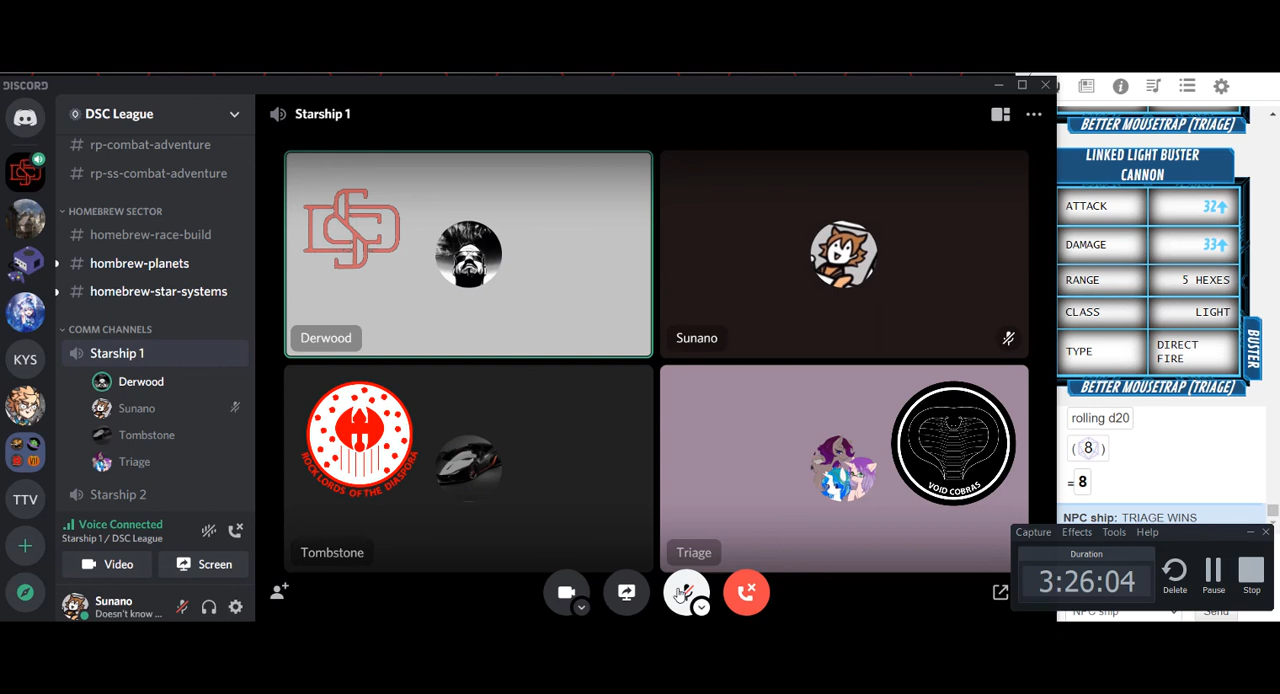 DISCORD
DSC League
# rp-combat-adventure
# rp-ss-combat-adventure
HOMEBREW SECTOR
# homebrew-race-build
# hombrew-planets
# homebrew-star-systems
COMM CHANNELS
Starship 1
Derwood
Sunano
Tombstone
Triage
Starship 2
KYS
TTV
Voice Connected
Starship 1 / DSC League
Video
Screen
Sunano
Doesn't know ...
Starship 1
DSC
Derwood
Sunano
ROCK LORDS OF THE DIASPORA
Tombstone
VOID COBRAS
Triage
BETTER MOUSETRAP (TRIAGE)
LINKED LIGHT BUSTER
CANNON
ATTACK 32
DAMAGE 33
RANGE 5 HEXES
CLASS LIGHT
TYPE DIRECT
FIRE
BUSTER
BETTER MOUSETRAP (TRIAGE)
rolling d20
( 8 )
= 8
NPC ship: TRIAGE WINS
Capture Effects Tools Help
Duration
3:26:04
Delete
Pause
Stop
NPC ship
Send